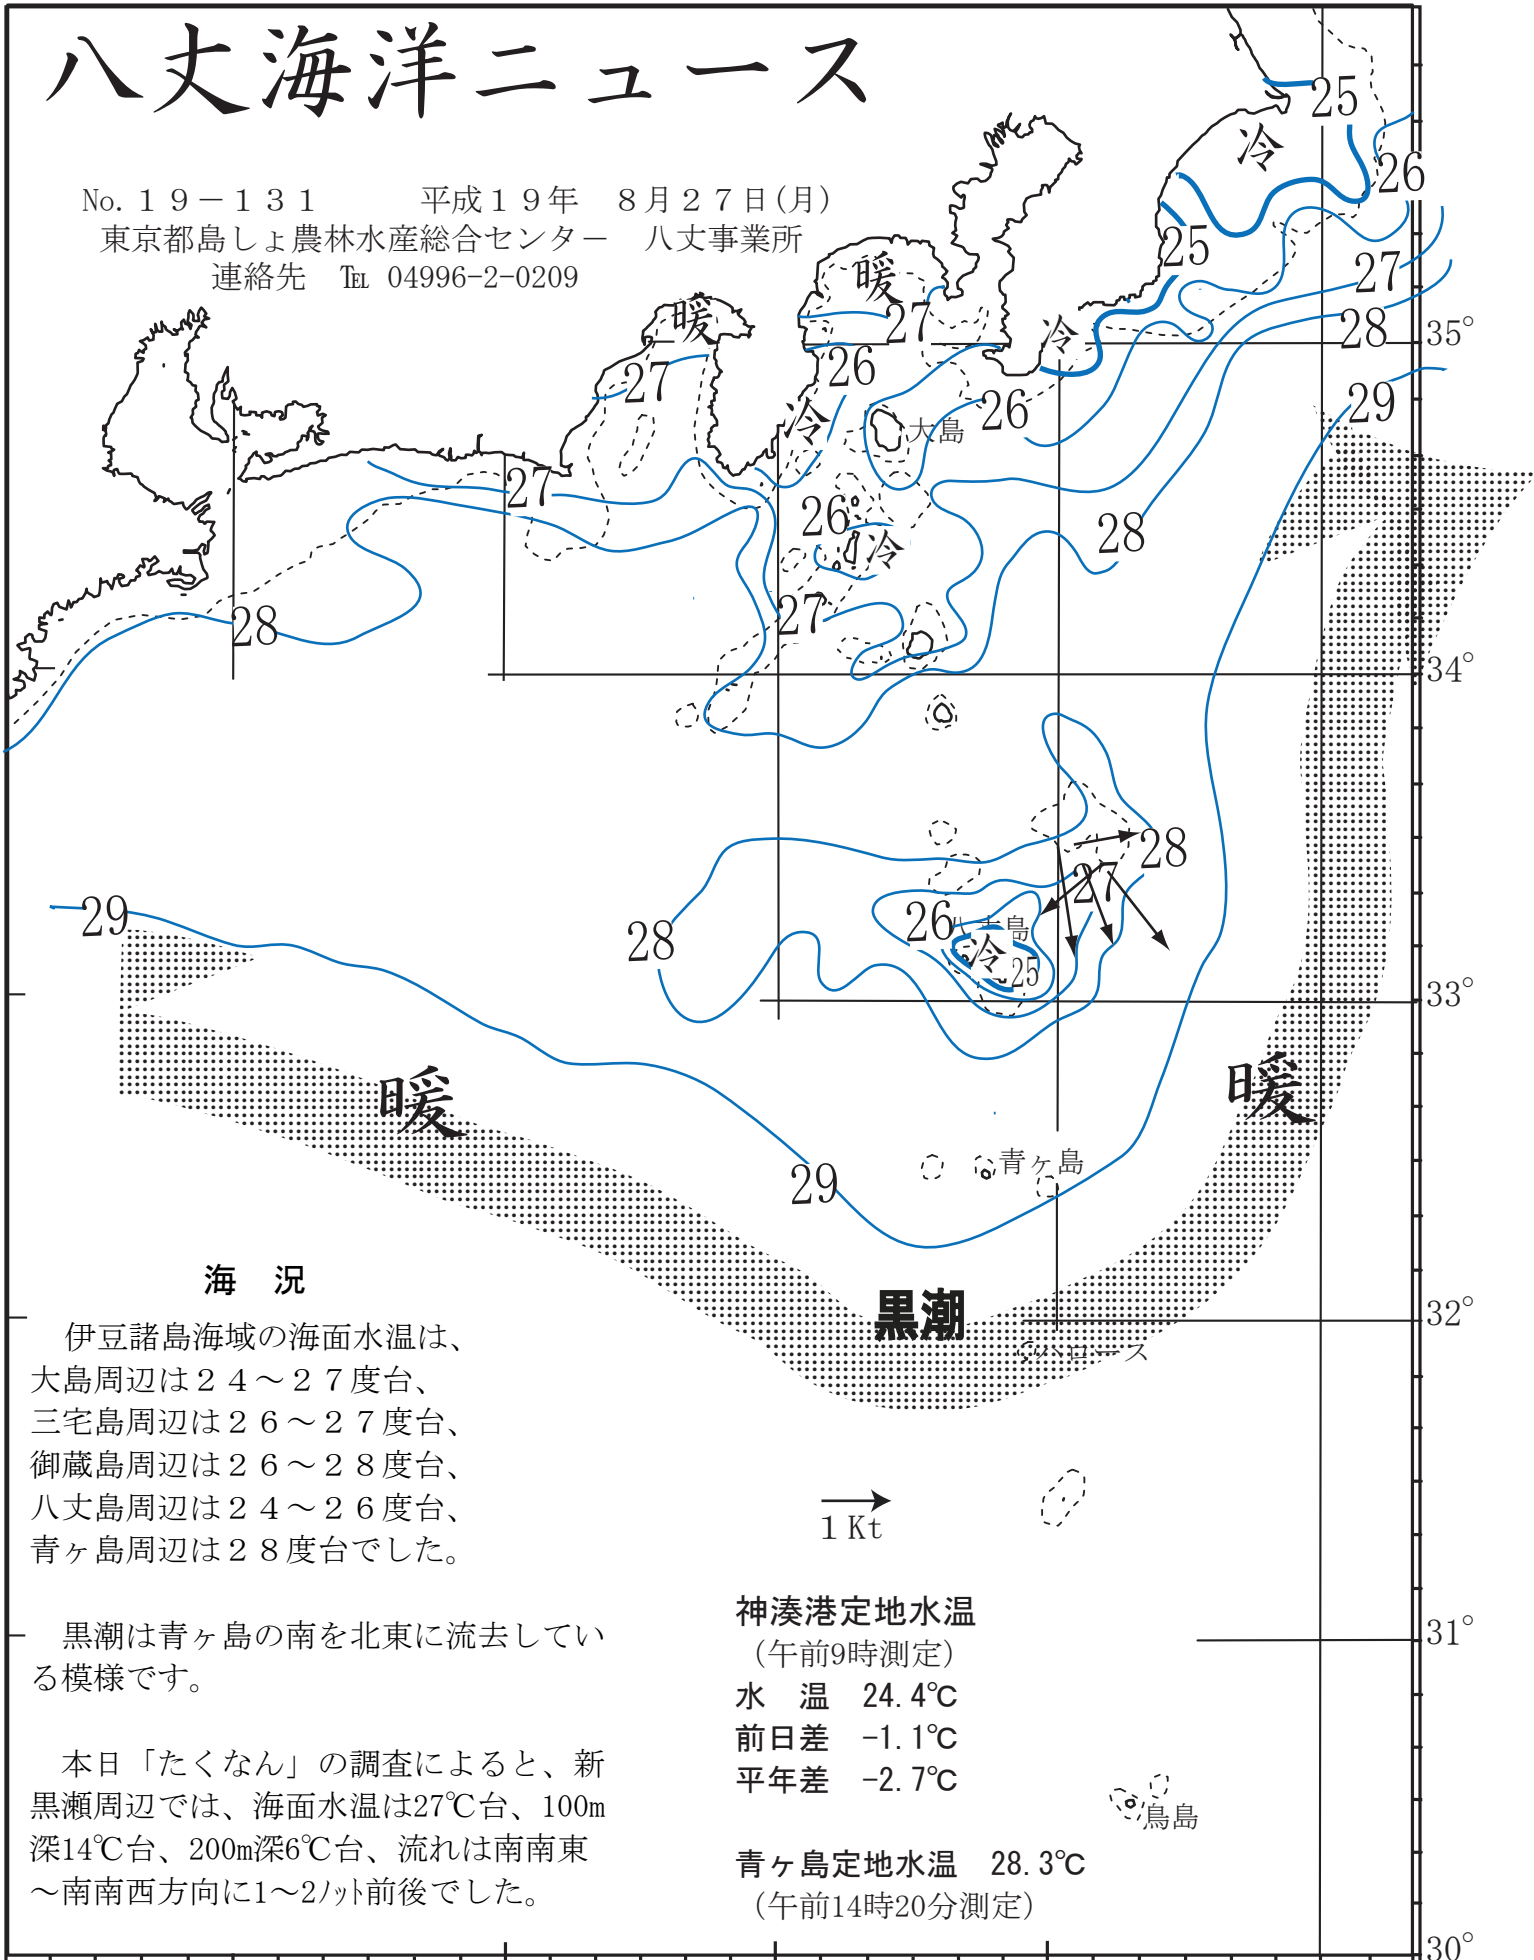 八丈海洋ニュース
No.１９－１３１　　　平成１９年　８月２７日(月)
東京都島しょ農林水産総合センター　八丈事業所
連絡先　℡ 04996-2-0209
25
冷
26
25
27
暖
暖
27
冷
28
35°
26
27
29
冷
26
大島
27
26
冷
28
27
28
34°
28
27
29
26
八丈島
28
冷
25
33°
暖
暖
青ヶ島
29
黒潮
32°
ベヨネース
1 Kt
31°
鳥島
30°
海　況
伊豆諸島海域の海面水温は、
大島周辺は２４～２７度台、
三宅島周辺は２６～２７度台、
御蔵島周辺は２６～２８度台、
八丈島周辺は２４～２６度台、
青ヶ島周辺は２８度台でした。
黒潮は青ヶ島の南を北東に流去してい
る模様です。
本日「たくなん」の調査によると、新
黒瀬周辺では、海面水温は27℃台、100m
深14℃台、200m深6℃台、流れは南南東
～南南西方向に1～2ﾉｯﾄ前後でした。
神湊港定地水温
（午前9時測定）
水　温　24.4℃
前日差　-1.1℃
平年差　-2.7℃
青ヶ島定地水温　28.3℃
（午前14時20分測定）